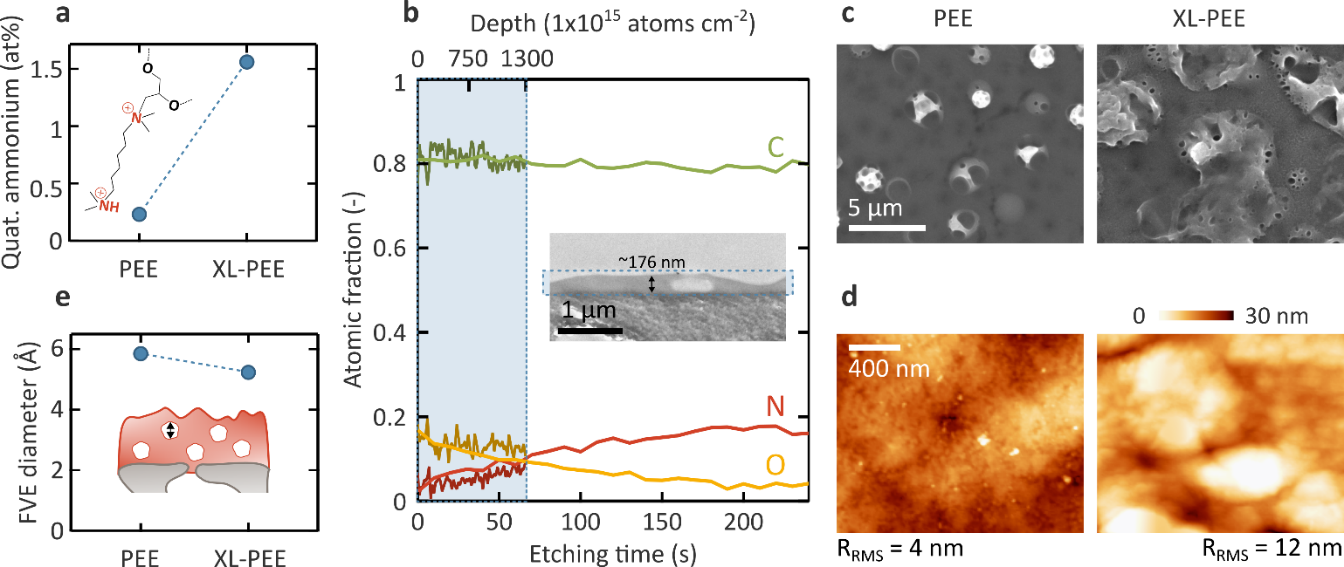 a
Quat. ammonium (at%)
1.5
1
0.5
0
O
O
N
NH
PEE
XL-PEE
b
Depth (1x10¹⁵ atoms cm⁻²)
0
750
1300
Atomic fraction (-)
1
0.8
0.6
0.4
0.2
0
C
N
O
~176 nm
1 µm
0
50
100
150
200
Etching time (s)
c
PEE
XL-PEE
5 µm
d
0
30 nm
400 nm
R_RMS = 4 nm
R_RMS = 12 nm
e
FVE diameter (Å)
6
4
2
0
PEE
XL-PEE